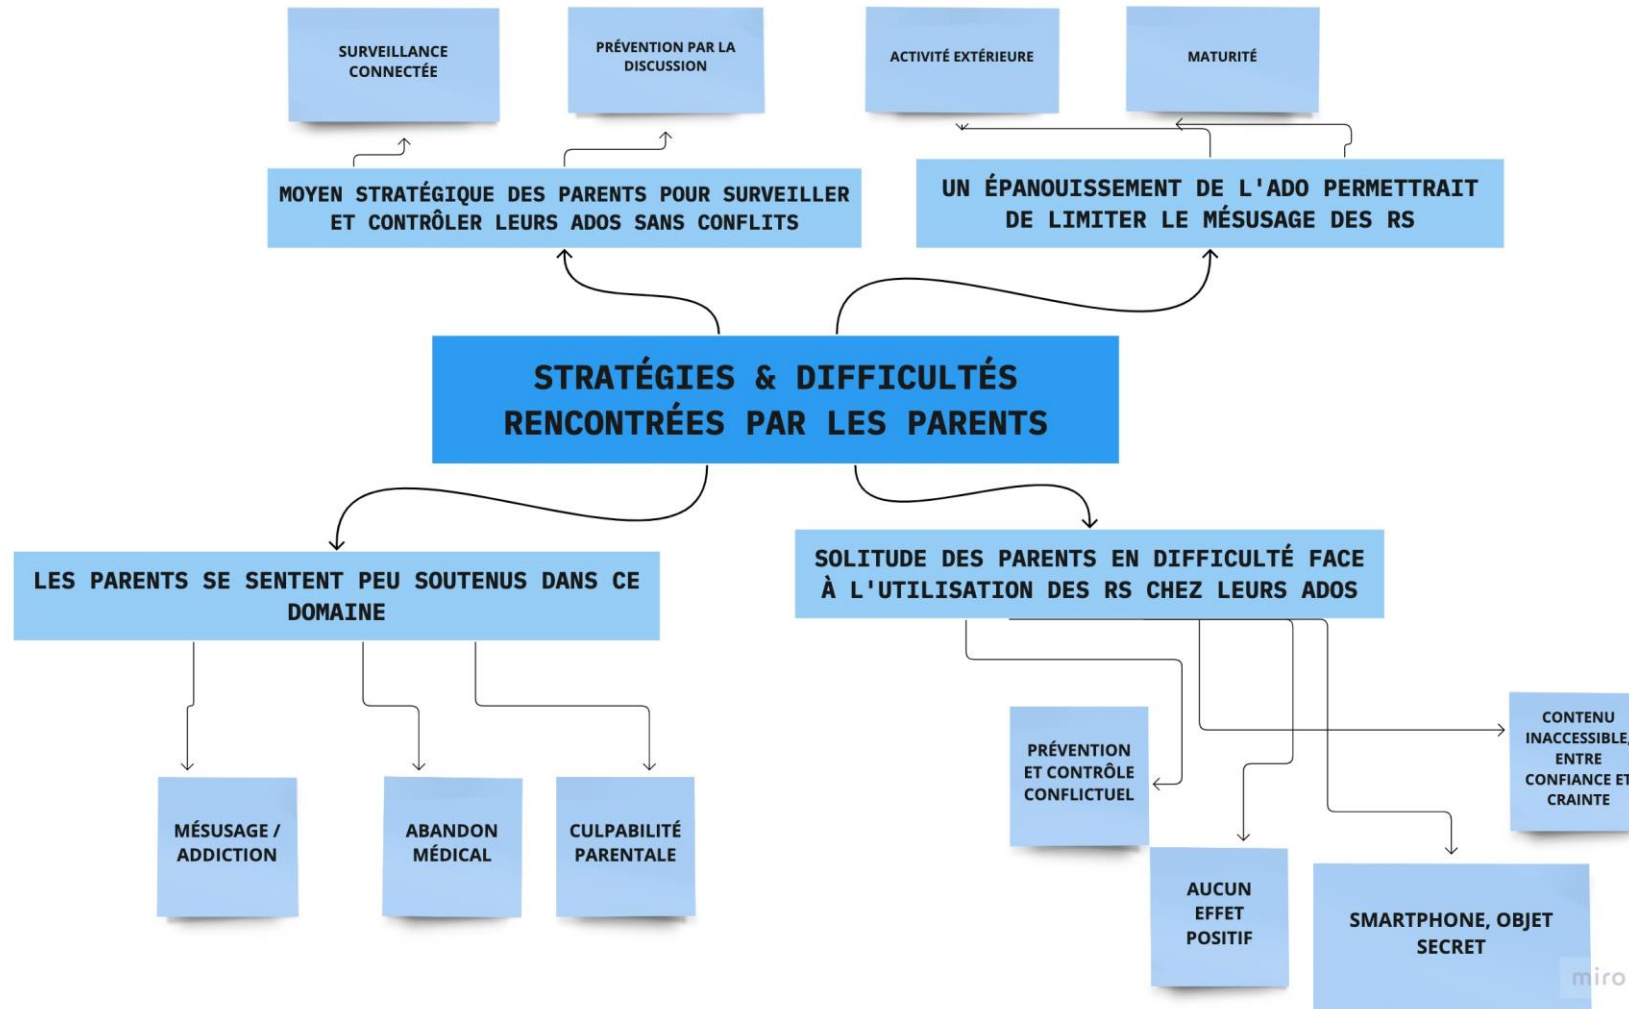 SURVEILLANCE
CONNECTÉE
PRÉVENTION PAR LA
DISCUSSION
ACTIVITÉ EXTÉRIEURE
MATURITÉ
MOYEN STRATÉGIQUE DES PARENTS POUR SURVEILLER
ET CONTRÔLER LEURS ADOS SANS CONFLITS
UN ÉPANOUISSEMENT DE L'ADO PERMETTRAIT
DE LIMITER LE MÉSUSAGE DES RS
STRATÉGIES & DIFFICULTÉS
RENCONTRÉES PAR LES PARENTS
LES PARENTS SE SENTENT PEU SOUTENUS DANS CE
DOMAINE
SOLITUDE DES PARENTS EN DIFFICULTÉ FACE
À L'UTILISATION DES RS CHEZ LEURS ADOS
MÉSUSAGE /
ADDICTION
ABANDON
MÉDICAL
CULPABILITÉ
PARENTALE
PRÉVENTION
ET CONTRÔLE
CONFLICTUEL
CONTENU
INACCESSIBLE,
ENTRE
CONFIANCE ET
CRAINTE
AUCUN
EFFET
POSITIF
SMARTPHONE, OBJET
SECRET
miro